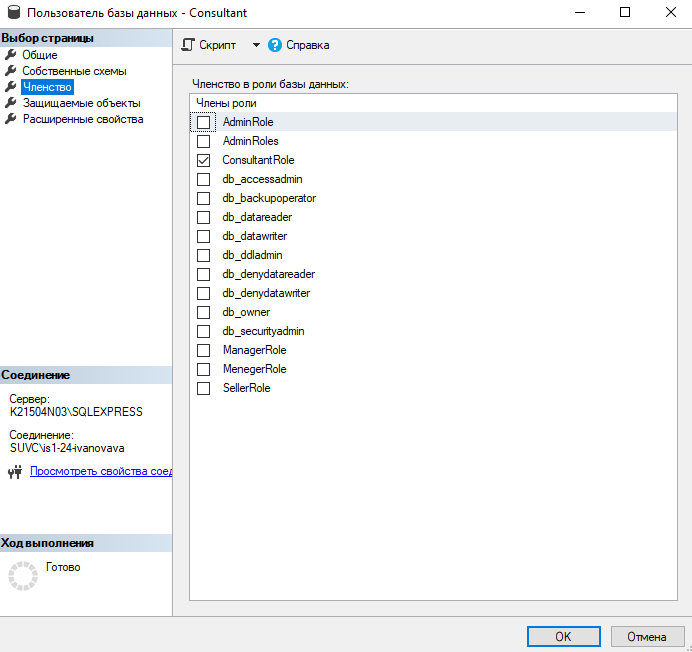 Пользователь базы данных - Consultant
Выбор страницы
Общие
Собственные схемы
Членство
Защищаемые объекты
Расширенные свойства
Соединение
Сервер:
K21504N03\SQLEXPRESS
Соединение:
SUVC\is1-24-ivanovava
Просмотреть свойства соед
Ход выполнения
Готово
Скрипт
Справка
Членство в роли базы данных:
Члены роли
AdminRole
AdminRoles
ConsultantRole
db_accessadmin
db_backupoperator
db_datareader
db_datawriter
db_ddladmin
db_denydatareader
db_denydatawriter
db_owner
db_securityadmin
ManagerRole
MenegerRole
SellerRole
OK
Отмена